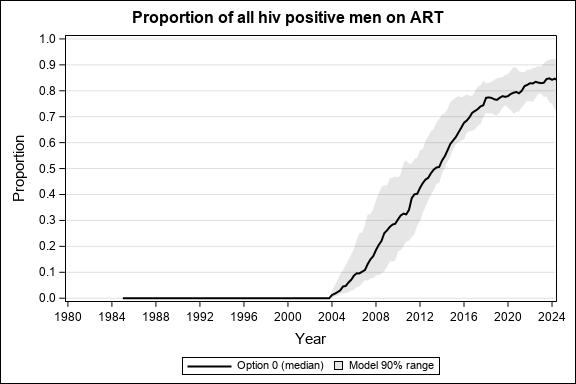 Proportion of all hiv positive men on ART
1.0
0.9
0.8
0.7
0.6
0.5
0.4
0.3
0.2
0.1
0.0
Proportion
1980 1984 1988 1992 1996 2000 2004 2008 2012 2016 2020 2024
Year
Option 0 (median) Model 90% range